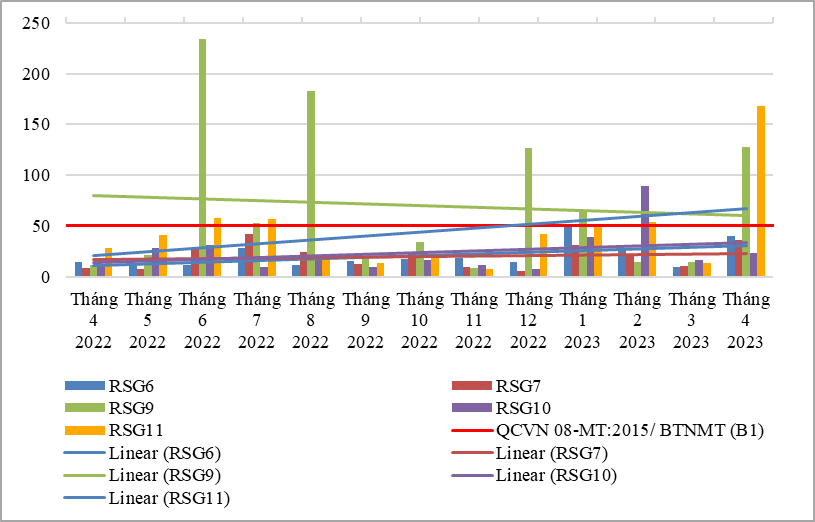 250
200
150
100
50
0
Tháng Tháng Tháng Tháng Tháng Tháng Tháng Tháng Tháng Tháng Tháng Tháng Tháng
4 5 6 7 8 9 10 11 12 1 2 3 4
2022 2022 2022 2022 2022 2022 2022 2022 2022 2023 2023 2023 2023
RSG6 RSG7
RSG9 RSG10
RSG11 QCVN 08-MT:2015/ BTNMT (B1)
Linear (RSG6) Linear (RSG7)
Linear (RSG9) Linear (RSG10)
Linear (RSG11)